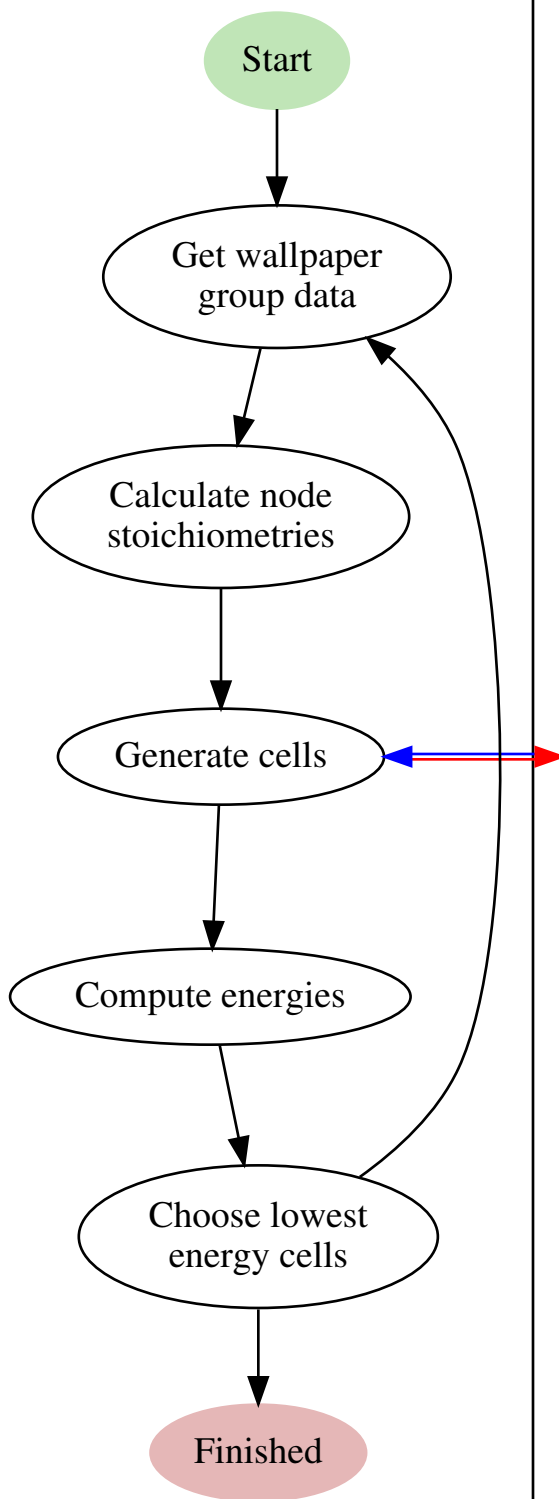 Start
Get wallpaper
group data
Calculate node
stoichiometries
Generate cells
Compute energies
Choose lowest
energy cells
Finished